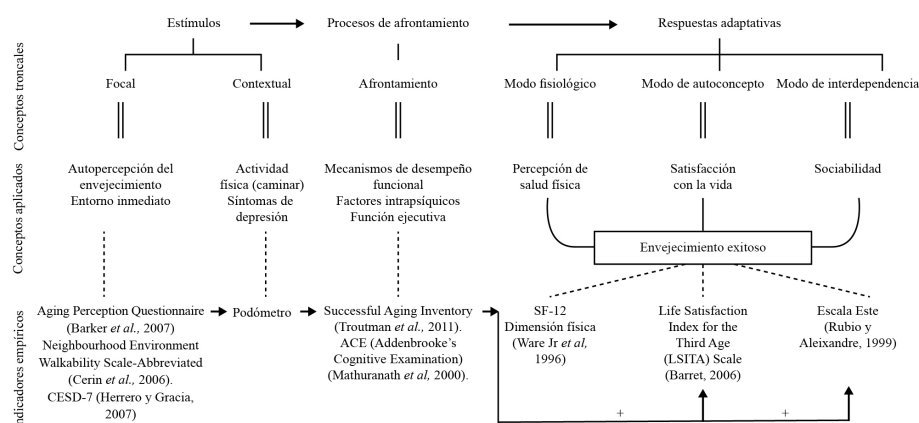 Estímulos
Procesos de afrontamiento
Respuestas adaptativas
Conceptos troncales
Focal
Contextual
Afrontamiento
Modo fisiológico
Modo de autoconcepto
Modo de interdependencia
Conceptos aplicados
Autopercepción del
envejecimiento
Entorno inmediato
Actividad
física (caminar)
Síntomas de
depresión
Mecanismos de desempeño
funcional
Factores intrapsíquicos
Función ejecutiva
Percepción de
salud física
Satisfacción
con la vida
Sociabilidad
Envejecimiento exitoso
ndicadores empíricos
Aging Perception Questionnaire
(Barker et al., 2007)
Neighbourhood Environment
Walkability Scale-Abbreviated
(Cerin et al., 2006).
CESD-7 (Herrero y Gracia,
2007)
Podómetro
Successful Aging Inventory
(Troutman et al., 2011).
ACE (Addenbrooke’s
Cognitive Examination)
(Mathuranath et al, 2000).
SF-12
Dimensión física
(Ware Jr et al,
1996)
Life Satisfaction
Index for the
Third Age
(LSITA) Scale
(Barret, 2006)
Escala Este
(Rubio y
Aleixandre, 1999)
+
+